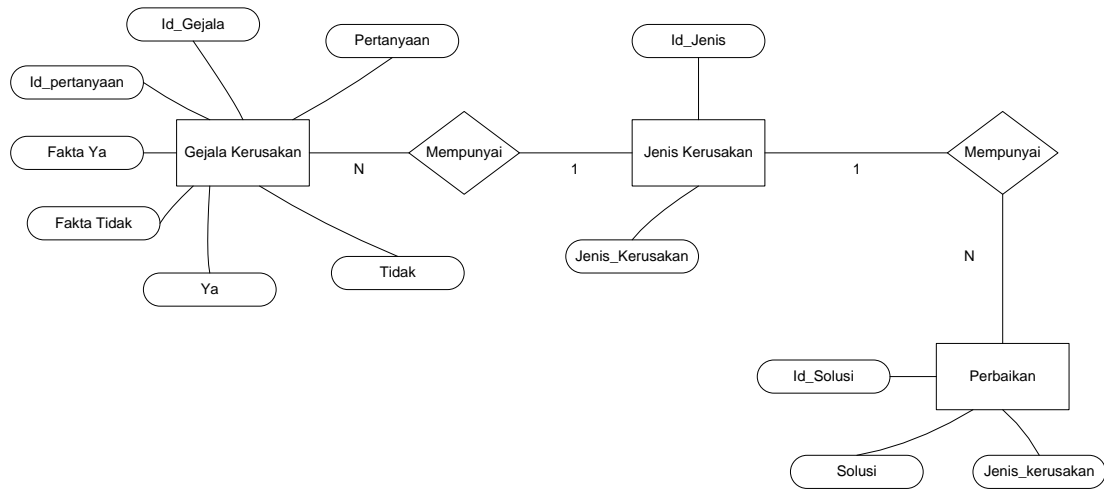 Id_Gejala
Pertanyaan
Id_Jenis
Id_pertanyaan
Fakta Ya
Gejala Kerusakan
N
Mempunyai
1
Jenis Kerusakan
1
Mempunyai
Fakta Tidak
Ya
Tidak
Jenis_Kerusakan
N
Id_Solusi
Perbaikan
Solusi
Jenis_kerusakan